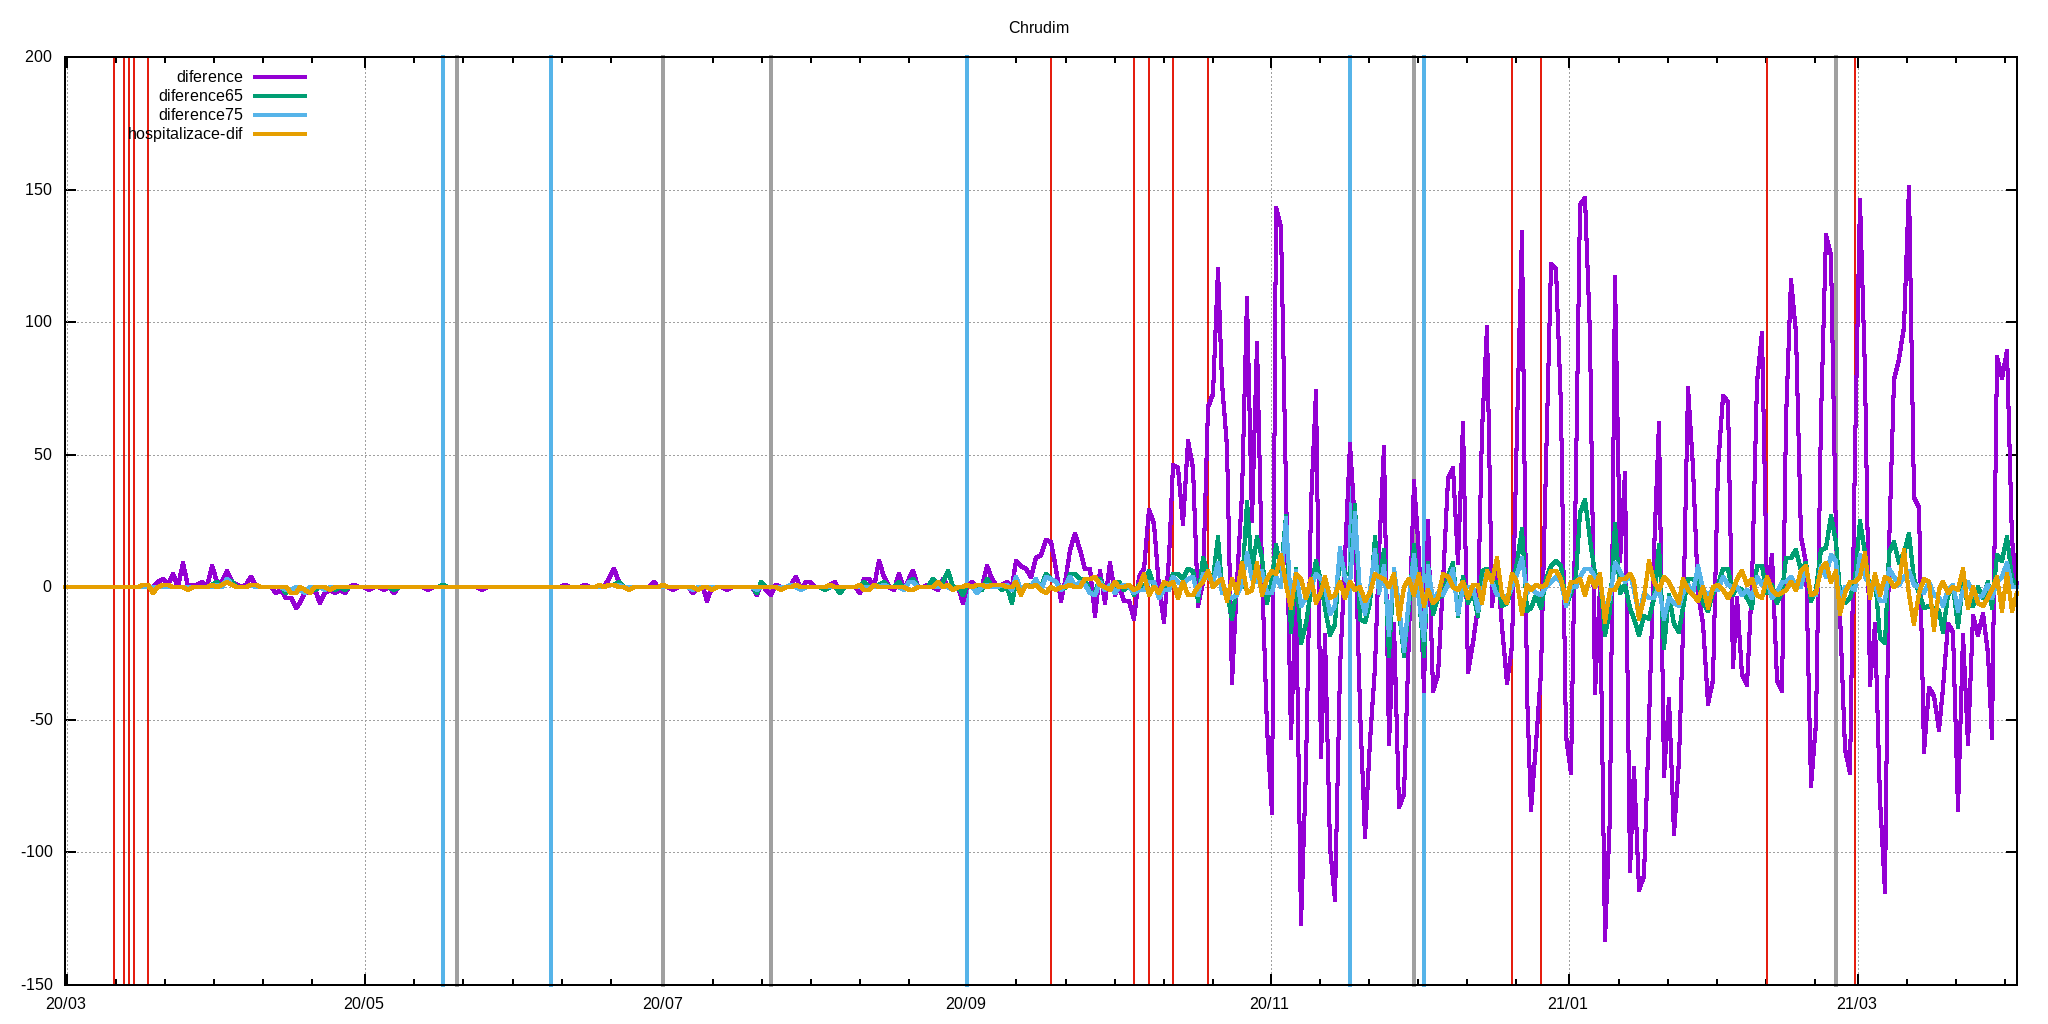 Chrudim
200
150
100
50
0
-50
-100
-150
diference
diference65
diference75
hospitalizace-dif
20/03 20/05 20/07 20/09 20/11 21/01 21/03